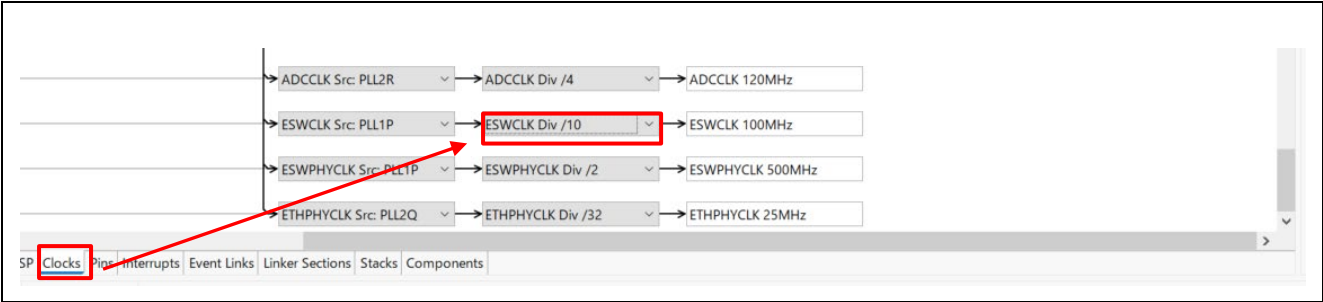 ADCCLK Src: PLL2R ADCCLK Div /4 ADCCLK 120MHz
ESWCLK Src: PLL1P ESWCLK Div /10 ESWCLK 100MHz
ESWPHYCLK Src: PLL1P ESWPHYCLK Div /2 ESWPHYCLK 500MHz
ETHPHYCLK Src: PLL2Q ETHPHYCLK Div /32 ETHPHYCLK 25MHz
SP Clocks Pins Interrupts Event Links Linker Sections Stacks Components